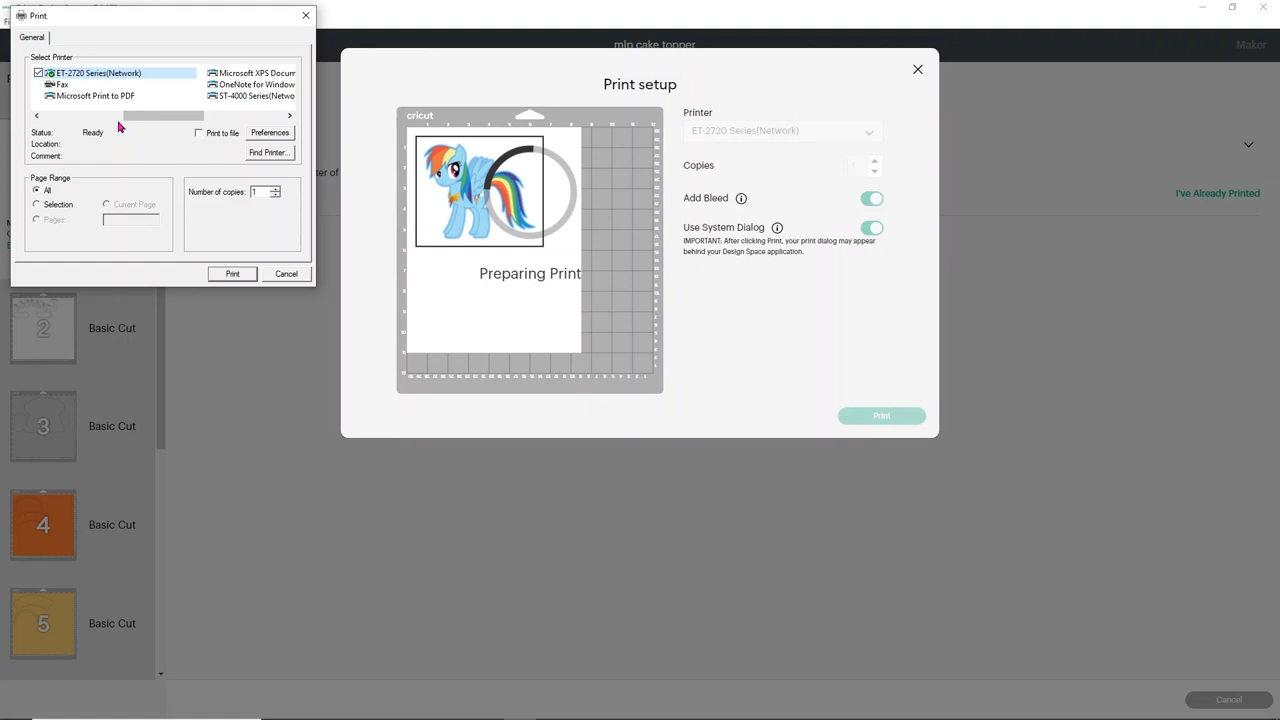 Print
General
Select Printer
ET-2720 Series(Network)
Microsoft XPS Docum
Fax
OneNote for Window
Microsoft Print to PDF
ST-4000 Series(Netwo
Status:
Ready
Print to file
Preferences
Location:
Comment:
Find Printer...
Page Range
All
Selection
Current Page
Pages:
Number of copies:
1
Print
Cancel
mlp cake topper
Maker
Print setup
cricut
Preparing Print
Printer
ET-2720 Series(Network)
Copies
Add Bleed
Use System Dialog
IMPORTANT: After clicking Print, your print dialog may appear
behind your Design Space application.
Print
I've Already Printed
2
Basic Cut
3
Basic Cut
4
Basic Cut
5
Basic Cut
Cancel